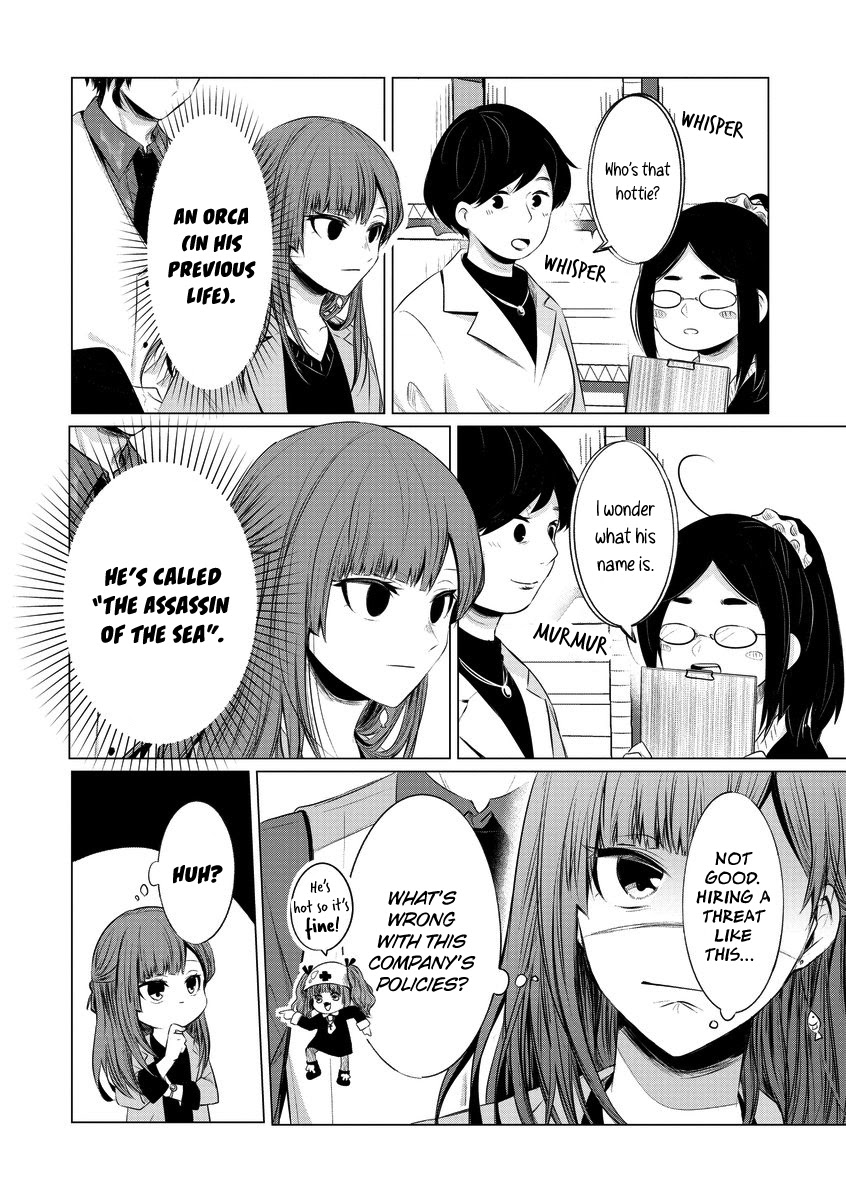 WHISPER
Who's that
hottie?
WHISPER
AN ORCA
(IN HIS
PREVIOUS
LIFE).
I wonder
what his
name is.
MURMUR
HE'S CALLED
"THE ASSASSIN
OF THE SEA".
NOT
GOOD.
HIRING A
THREAT
LIKE
THIS...
WHAT'S
WRONG
WITH THIS
COMPANY'S
POLICIES?
He's
hot so it's
fine!
HUH?